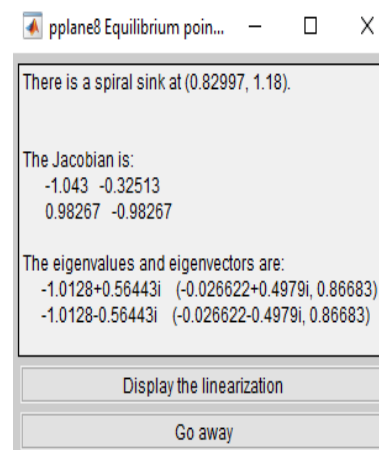 pplane8 Equilibrium poin...
There is a spiral sink at (0.82997, 1.18).
The Jacobian is:
-1.043 -0.32513
0.98267 -0.98267
The eigenvalues and eigenvectors are:
-1.0128+0.56443i (-0.026622+0.4979i, 0.86683)
-1.0128-0.56443i (-0.026622-0.4979i, 0.86683)
Display the linearization
Go away